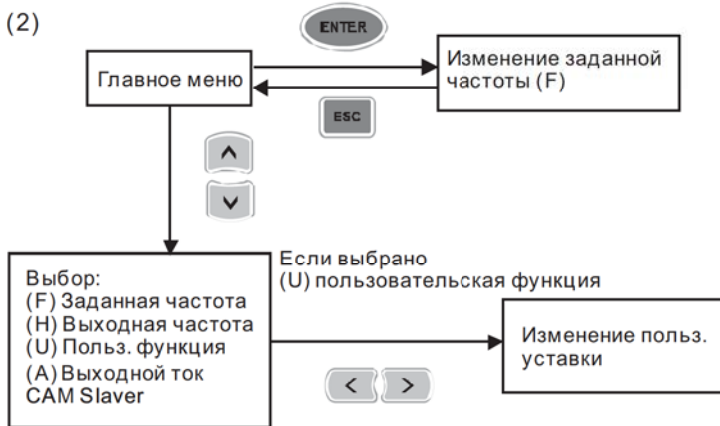 (2)
ENTER
Главное меню
Изменение заданной
частоты (F)
ESC
Если выбрано
(U) пользовательская функция
Выбор:
(F) Заданная частота
(H) Выходная частота
(U) Польз. функция
(A) Выходной ток
CAM Slaver
Изменение польз.
уставки